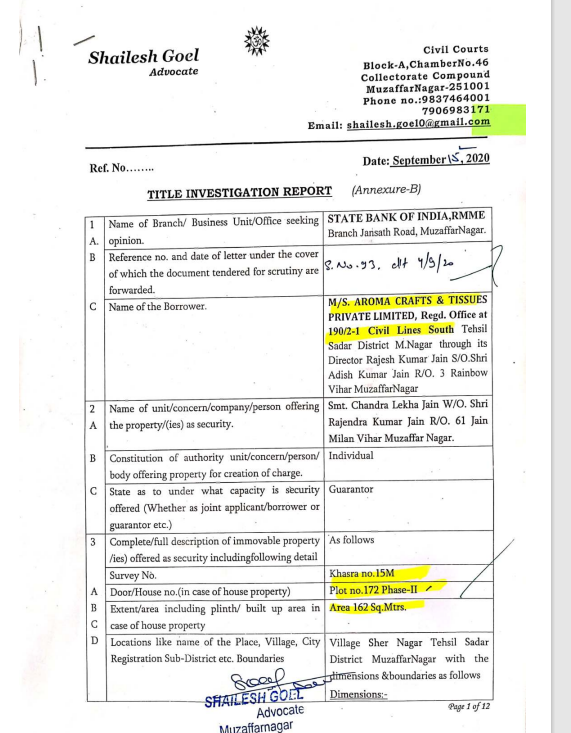 Shailesh Goel
Advocate
Civil Courts
Block-A,ChamberNo.46
Collectorate Compound
MuzaffarNagar-251001
Phone no.:9837464001
7906983171
Email: shailesh.goel0@gmail.com
Ref. No........
Date: September 15, 2020
TITLE INVESTIGATION REPORT (Annexure-B)
1 Name of Branch/ Business Unit/Office seeking STATE BANK OF INDIA,RMME
A. opinion. Branch Jansath Road, MuzaffarNagar.
B Reference no. and date of letter under the cover
of which the document tendered for scrutiny are
forwarded.
S. No. 93, dt 4/9/20
C Name of the Borrower.
M/S. AROMA CRAFTS & TISSUES
PRIVATE LIMITED, Regd. Office at
190/2-1 Civil Lines South Tehsil
Sadar District M.Nagar through its
Director Rajesh Kumar Jain S/O.Shri
Adish Kumar Jain R/O. 3 Rainbow
Vihar MuzaffarNagar
2 Name of unit/concern/company/person offering
A the property/(ies) as security.
Smt. Chandra Lekha Jain W/O. Shri
Rajendra Kumar Jain R/O. 61 Jain
Milan Vihar Muzaffar Nagar.
B Constitution of authority unit/concern/person/ Individual
body offering property for creation of charge.
C State as to under what capacity is security Guarantor
offered (Whether as joint applicant/borrower or
guarantor etc.)
3 Complete/full description of immovable property As follows
/ies) offered as security includingfollowing detail
Survey No. Khasra no.15M
A Door/House no.(in case of house property) Plot no.172 Phase-II
B Extent/area including plinth/ built up area in Area 162 Sq.Mtrs.
C case of house property
D Locations like name of the Place, Village, City
Registration Sub-District etc. Boundaries
Village Sher Nagar Tehsil Sadar
District MuzaffarNagar with the
dimensions &boundaries as follows
Dimensions:-
SHAILESH GOEL
Advocate
Muzaffarnagar
Page 1 of 12